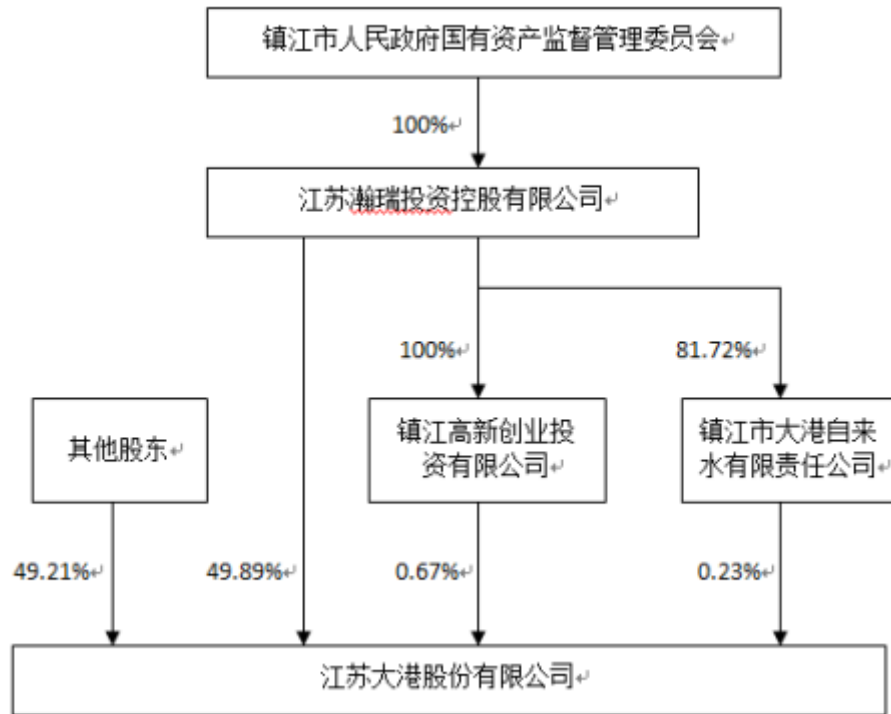 镇江市人民政府国有资产监督管理委员会
100%
江苏瀚瑞投资控股有限公司
100%
81.72%
其他股东
镇江高新创业投
资有限公司
镇江市大港自来
水有限责任公司
49.21%
49.89%
0.67%
0.23%
江苏大港股份有限公司